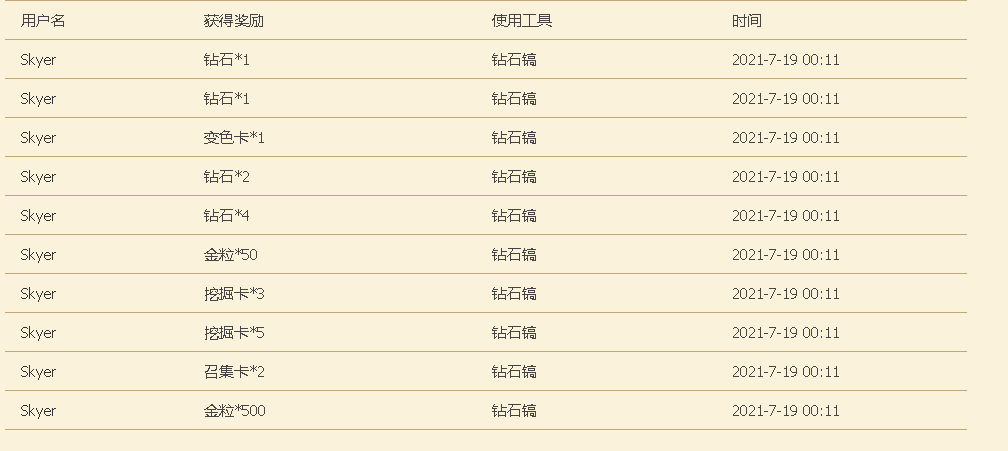 用户名 获得奖励 使用工具 时间
Skyer 钻石*1 钻石镐 2021-7-19 00:11
Skyer 钻石*1 钻石镐 2021-7-19 00:11
Skyer 变色卡*1 钻石镐 2021-7-19 00:11
Skyer 钻石*2 钻石镐 2021-7-19 00:11
Skyer 钻石*4 钻石镐 2021-7-19 00:11
Skyer 金粒*50 钻石镐 2021-7-19 00:11
Skyer 挖掘卡*3 钻石镐 2021-7-19 00:11
Skyer 挖掘卡*5 钻石镐 2021-7-19 00:11
Skyer 召集卡*2 钻石镐 2021-7-19 00:11
Skyer 金粒*500 钻石镐 2021-7-19 00:11